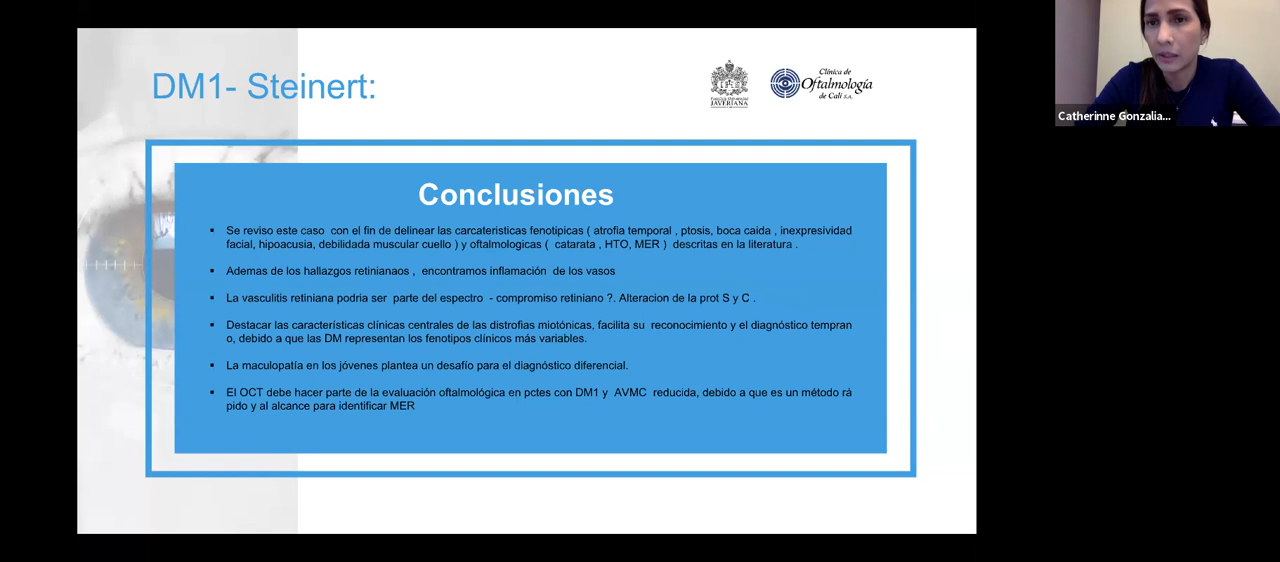 DM1- Steinert:
JAVERIANA
Clínica de
Oftalmología
de Cali S.A.
Catherinne Gonzalia...
Conclusiones
▪ Se reviso este caso con el fin de delinear las carcateristicas fenotipicas ( atrofia temporal , ptosis, boca caida , inexpresividad
facial, hipoacusia, debilidada muscular cuello ) y oftalmologicas ( catarata , HTO, MER ) descritas en la literatura .
▪ Ademas de los hallazgos retinianaos , encontramos inflamación de los vasos
▪ La vasculitis retiniana podria ser parte del espectro - compromiso retiniano ?. Alteracion de la prot S y C .
▪ Destacar las características clínicas centrales de las distrofias miotónicas, facilita su reconocimiento y el diagnóstico tempran
o, debido a que las DM representan los fenotipos clínicos más variables.
▪ La maculopatía en los jóvenes plantea un desafío para el diagnóstico diferencial.
▪ El OCT debe hacer parte de la evaluación oftalmológica en pctes con DM1 y AVMC reducida, debido a que es un método rá
pido y al alcance para identificar MER